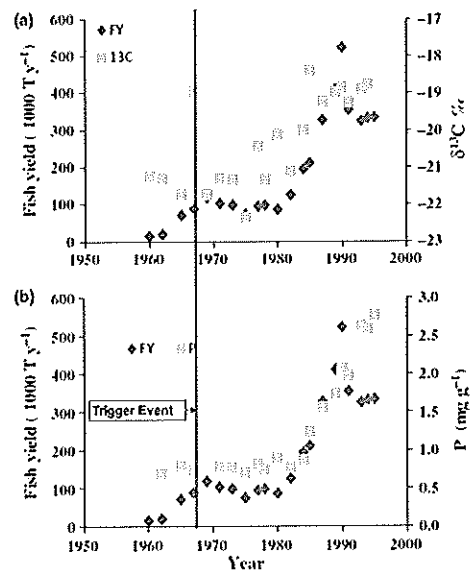 (a)
FY
13C
Fish yield ( 1000 T y⁻¹)
600
500
400
300
200
100
0
−17
−18
−19
−20
−21
−22
−23
δ¹³C ‰
1950 1960 1970 1980 1990 2000
(b)
FY P
Trigger Event
Fish yield ( 1000 T y⁻¹)
600
500
400
300
200
100
0
3.0
2.5
2.0
1.5
1.0
0.5
0.0
P (mg g⁻¹)
1950 1960 1970 1980 1990 2000
Year